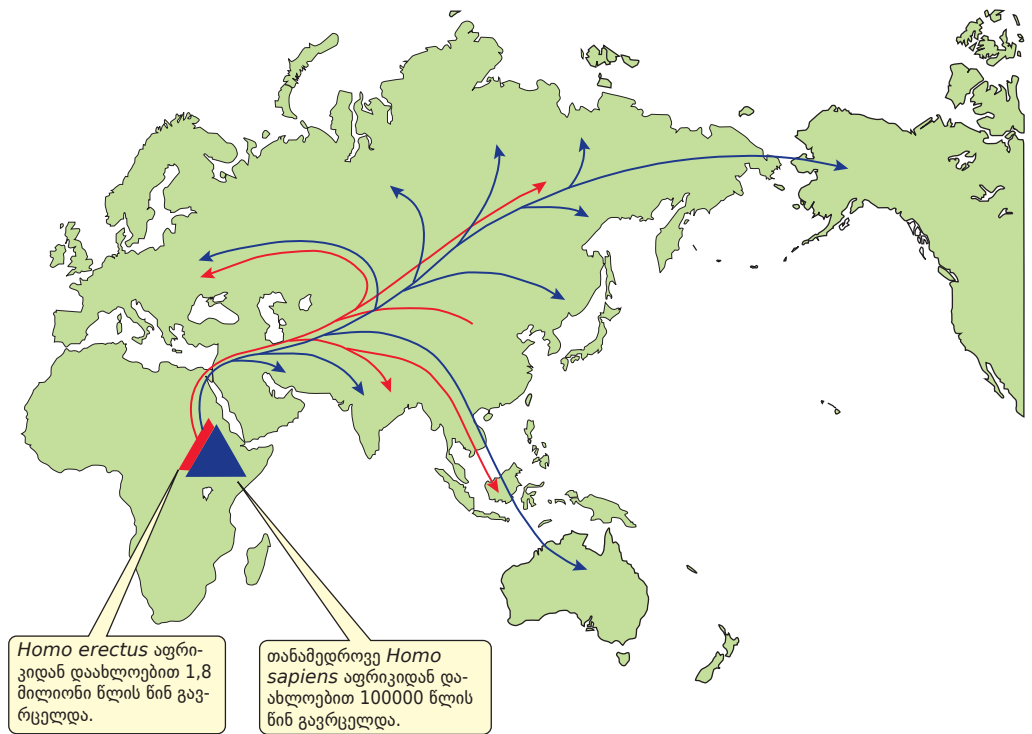 Homo erectus აფრი-
კიდან დაახლოებით 1,8
მილიონი წლის წინ გავ-
რცელდა.
თანამედროვე Homo
sapiens აფრიკიდან და-
ახლოებით 100000 წლის
წინ გავრცელდა.